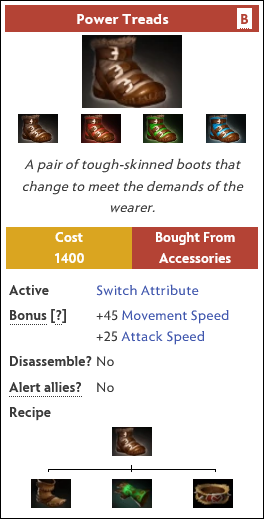 Power Treads B
A pair of tough-skinned boots that
change to meet the demands of the
wearer.
Cost Bought From
1400 Accessories
Active Switch Attribute
Bonus [?] +45 Movement Speed
+25 Attack Speed
Disassemble? No
Alert allies? No
Recipe